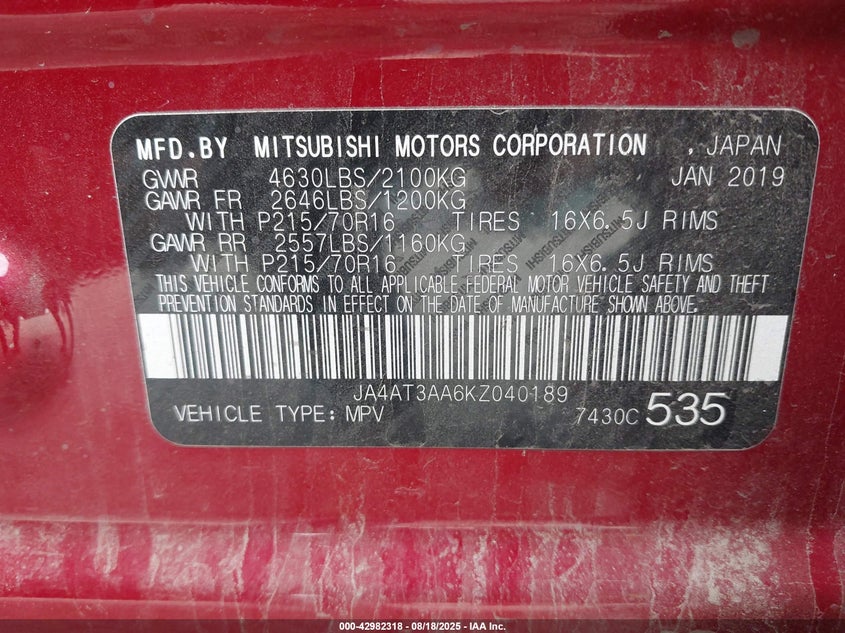 MFD.BY MITSUBISHI MOTORS CORPORATION , JAPAN
GVWR 4630LBS/2100KG JAN 2019
GAWR FR 2646LBS/1200KG
WITH P215/70R16 TIRES 16X6.5J RIMS
GAWR RR 2557LBS/1160KG
WITH P215/70R16 TIRES 16X6.5J RIMS
THIS VEHICLE CONFORMS TO ALL APPLICABLE FEDERAL MOTOR VEHICLE SAFETY AND THEFT
PREVENTION STANDARDS IN EFFECT ON THE DATE OF MANUFACTURE SHOWN ABOVE.
JA4AT3AA6KZ040189
VEHICLE TYPE: MPV 7430C 535
000-42982318 - 08/18/2025 - IAA Inc.